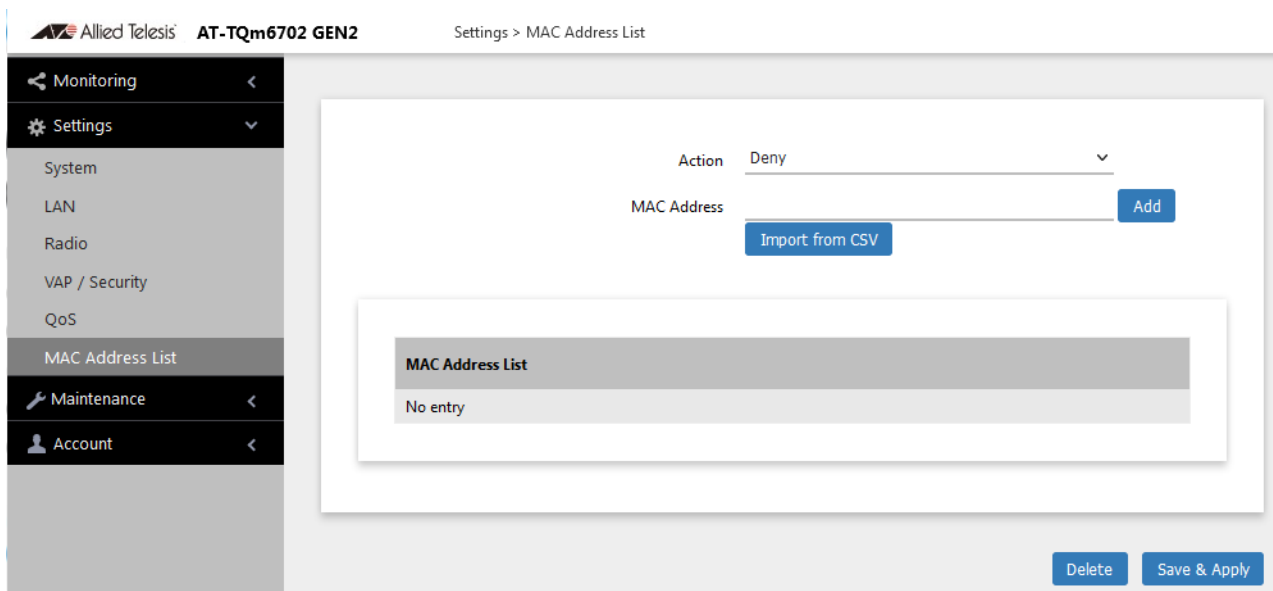 Allied Telesis AT-TQm6702 GEN2 Settings > MAC Address List
Monitoring
Settings
System
LAN
Radio
VAP / Security
QoS
MAC Address List
Maintenance
Account
Action Deny
MAC Address Add
Import from CSV
MAC Address List
No entry
Delete Save & Apply